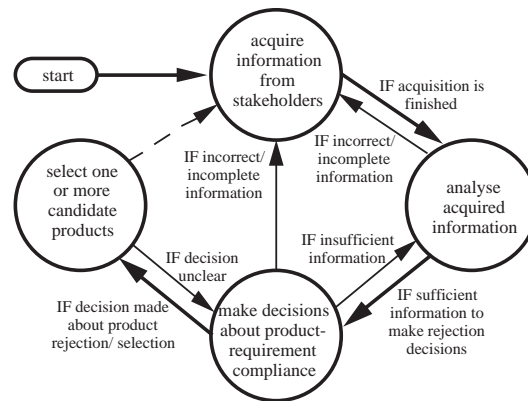 acquire
information
from
stakeholders
start
IF acquisition is
finished
IF incorrect/
incomplete
information
IF incorrect/
incomplete
information
select one
or more
candidate
products
analyse
acquired
information
IF decision
unclear
IF insufficient
information
IF decision made
about product
rejection/ selection
make decisions
about product-
requirement
compliance
IF sufficient
information to
make rejection
decisions